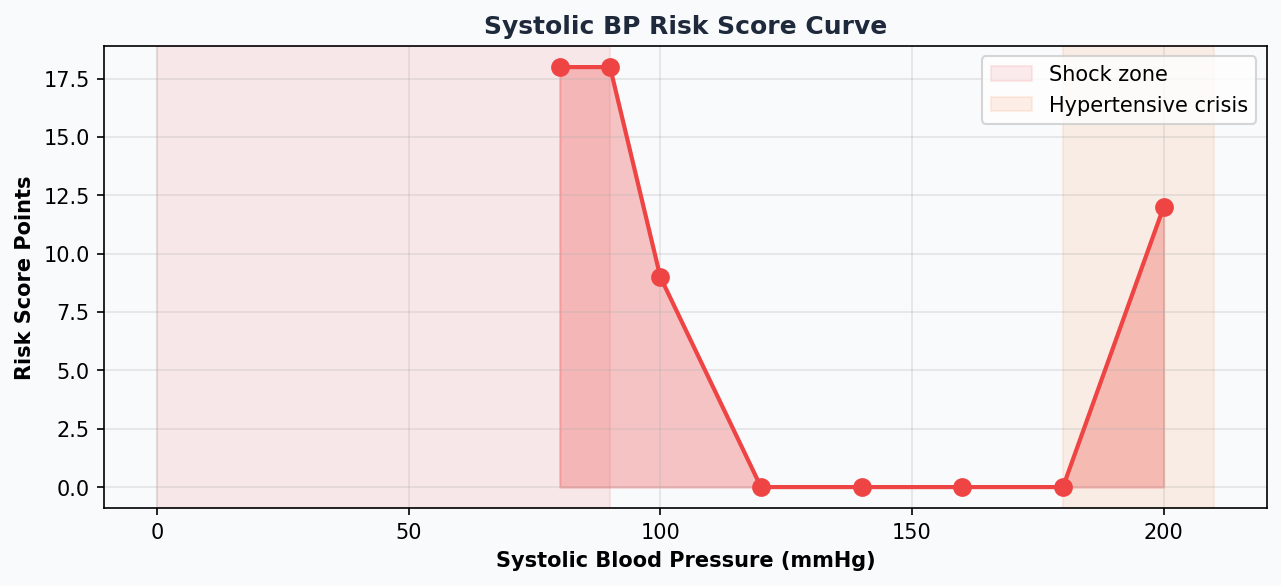 Systolic BP Risk Score Curve
Shock zone
Hypertensive crisis
17.5
15.0
12.5
10.0
7.5
5.0
2.5
0.0
Risk Score Points
0 50 100 150 200
Systolic Blood Pressure (mmHg)